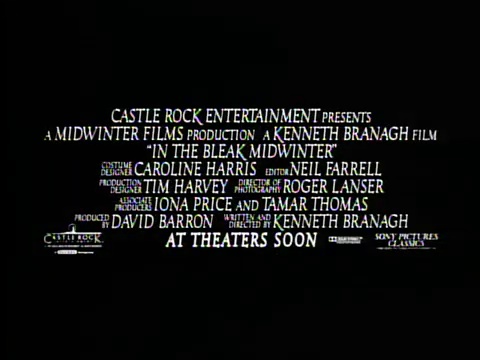 CASTLE ROCK ENTERTAINMENT PRESENTS
A MIDWINTER FILMS PRODUCTION A KENNETH BRANAGH FILM
"IN THE BLEAK MIDWINTER"
COSTUME DESIGNER CAROLINE HARRIS EDITOR NEIL FARRELL
PRODUCTION DESIGNER TIM HARVEY DIRECTOR OF PHOTOGRAPHY ROGER LANSER
ASSOCIATE PRODUCERS IONA PRICE AND TAMAR THOMAS
PRODUCED BY DAVID BARRON WRITTEN AND DIRECTED BY KENNETH BRANAGH
CASTLE ROCK AT THEATERS SOON SONY PICTURES CLASSICS